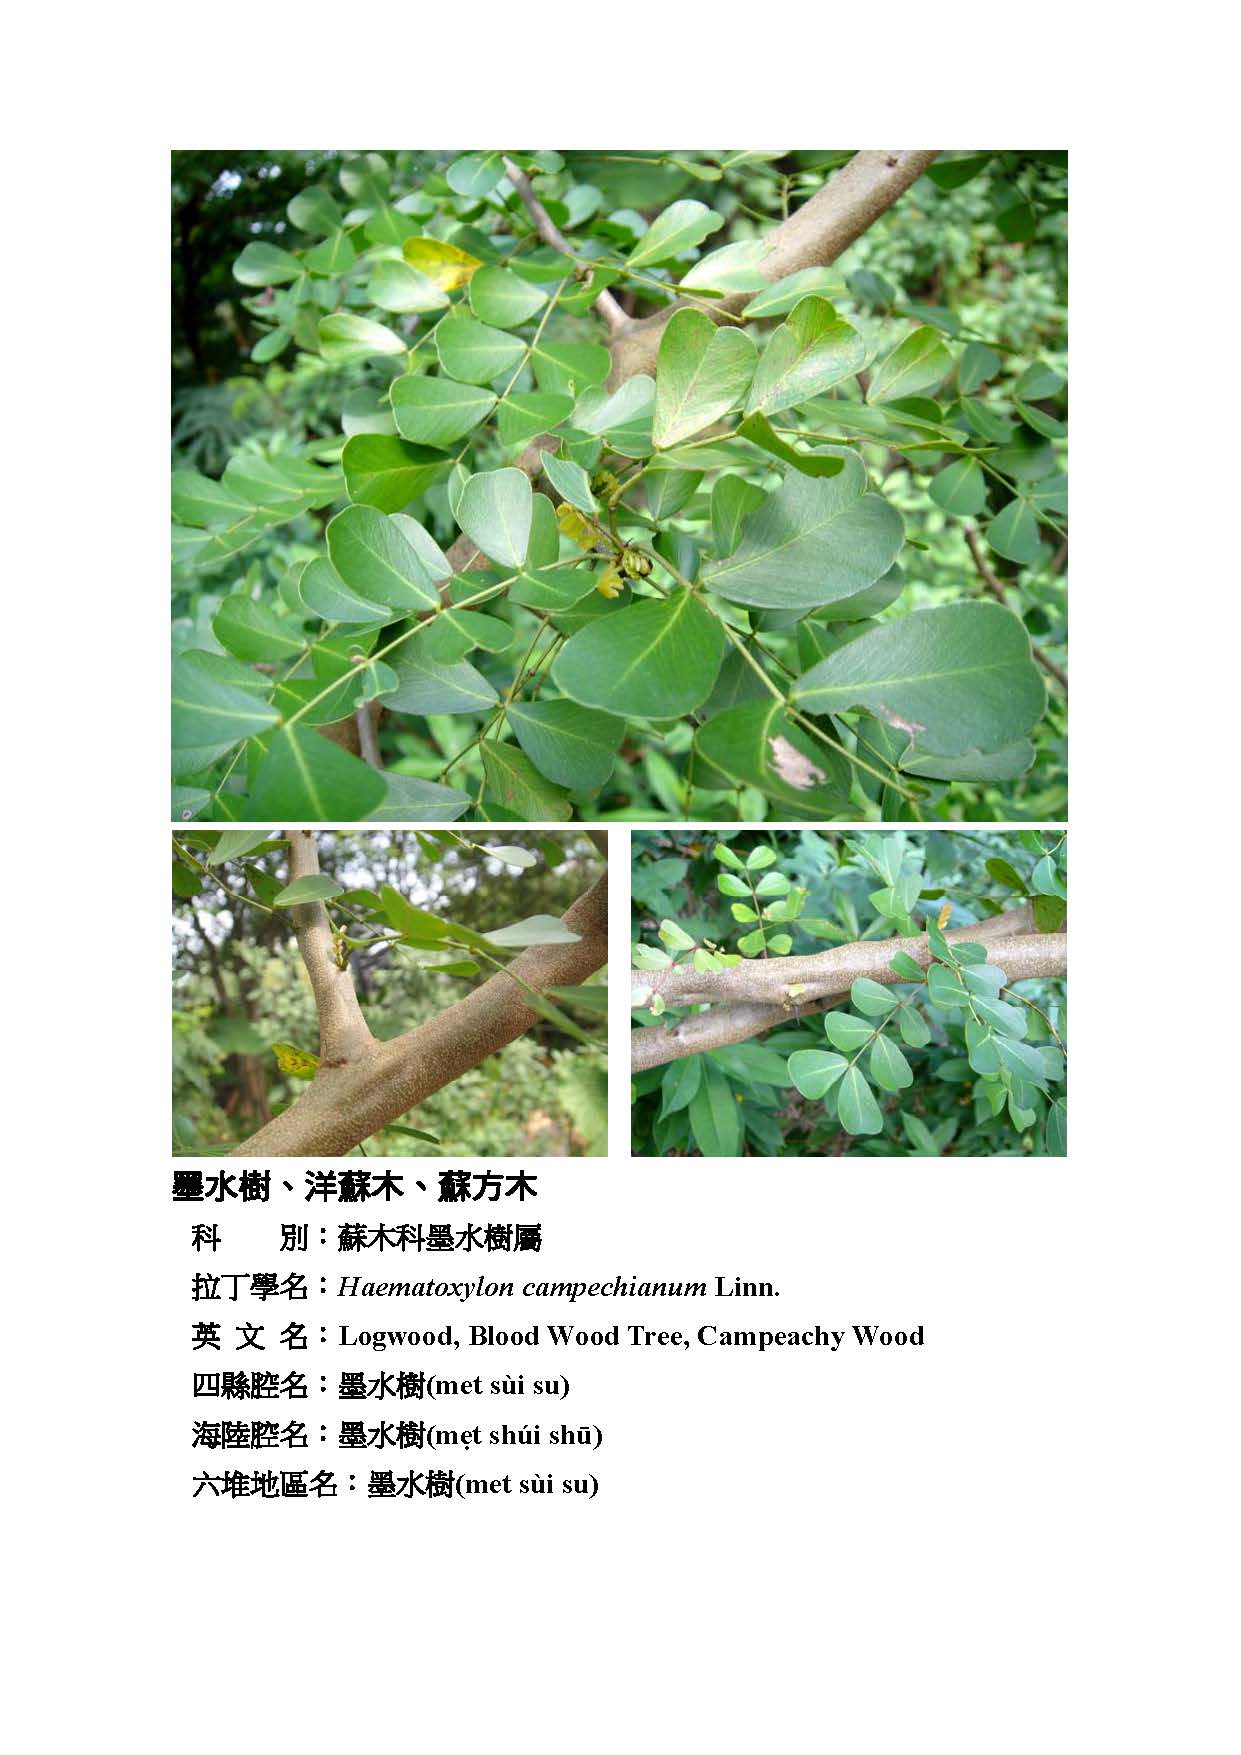 墨水樹、洋蘇木、蘇方木
科　　別：蘇木科墨水樹屬
拉丁學名：Haematoxylon campechianum Linn.
英 文 名：Logwood, Blood Wood Tree, Campeachy Wood
四縣腔名：墨水樹(met sùi su)
海陸腔名：墨水樹(mẹt shúi shū)
六堆地區名：墨水樹(met sùi su)